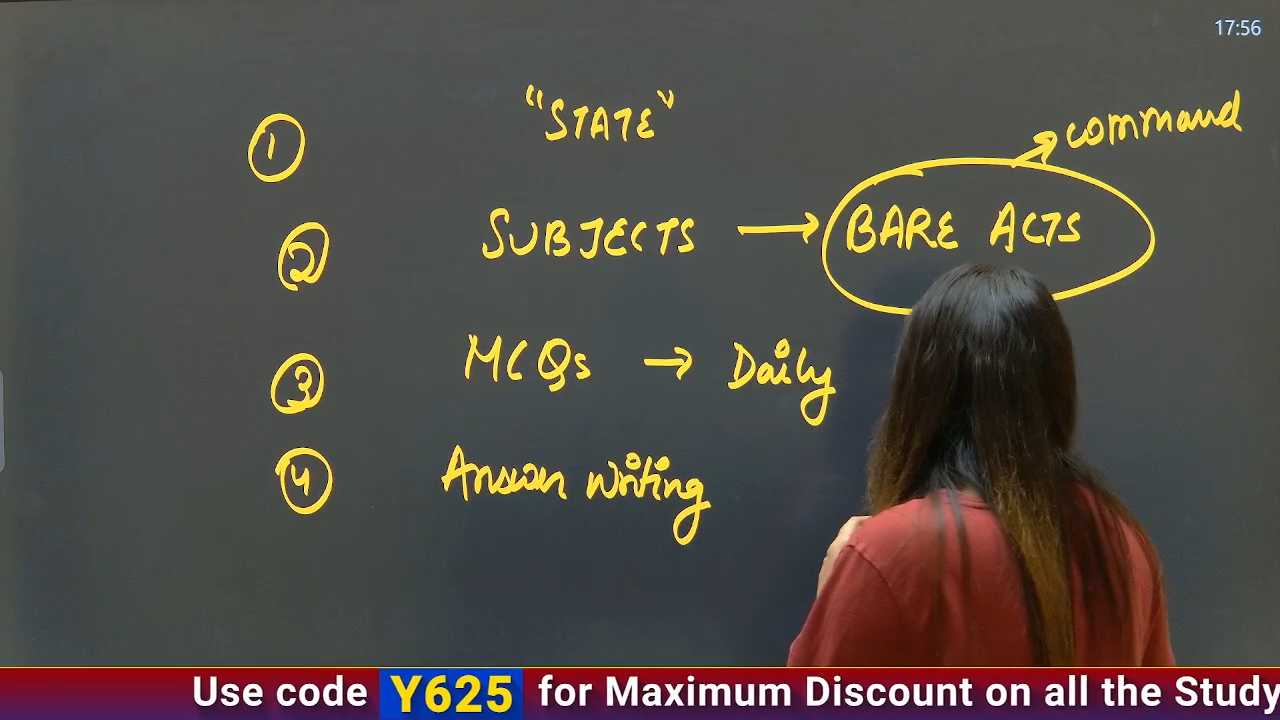 17:56
① "STATE"
② SUBJECTS → BARE ACTS → command
③ MCQs → Daily
④ Answer writing
Use code Y625 for Maximum Discount on all the Study